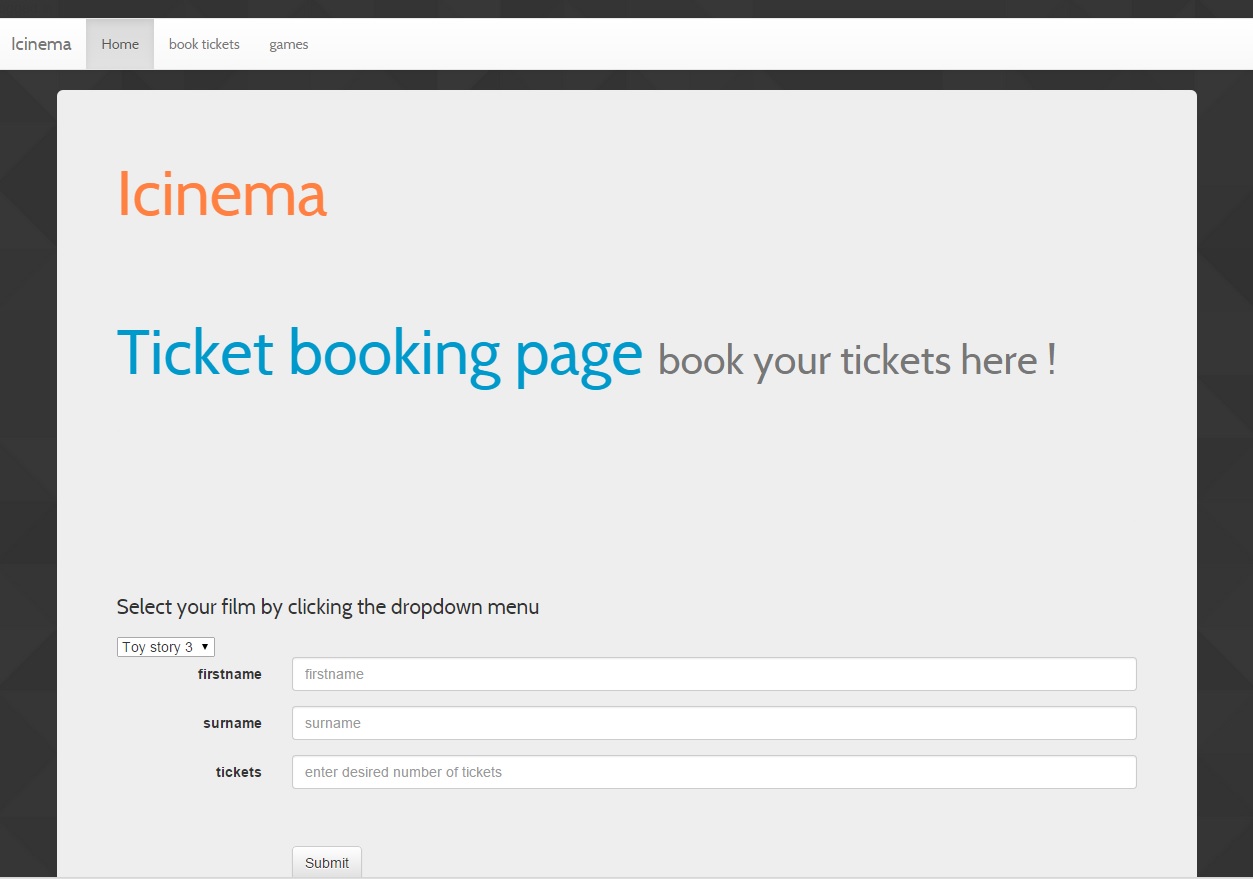 Icinema Home book tickets games
Icinema
Ticket booking page book your tickets here !
Select your film by clicking the dropdown menu
Toy story 3
firstname firstname
surname surname
tickets enter desired number of tickets
Submit